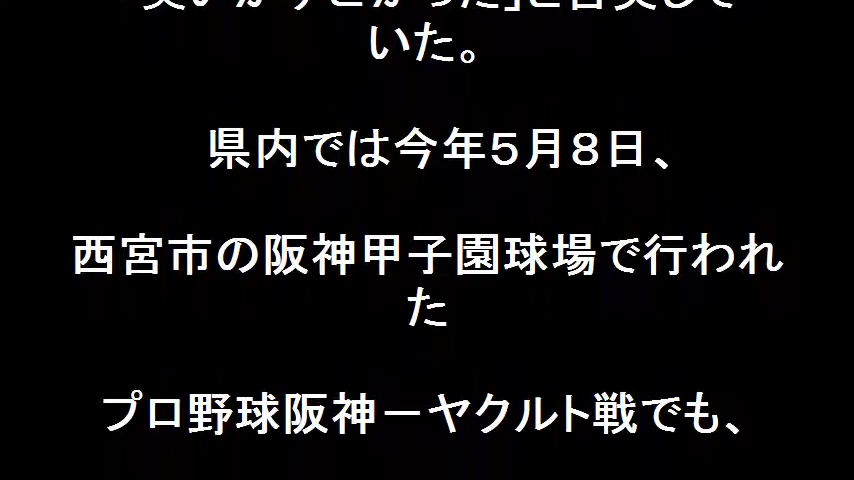 いた。
県内では今年５月８日、
西宮市の阪神甲子園球場で行われ
た
プロ野球阪神－ヤクルト戦でも、